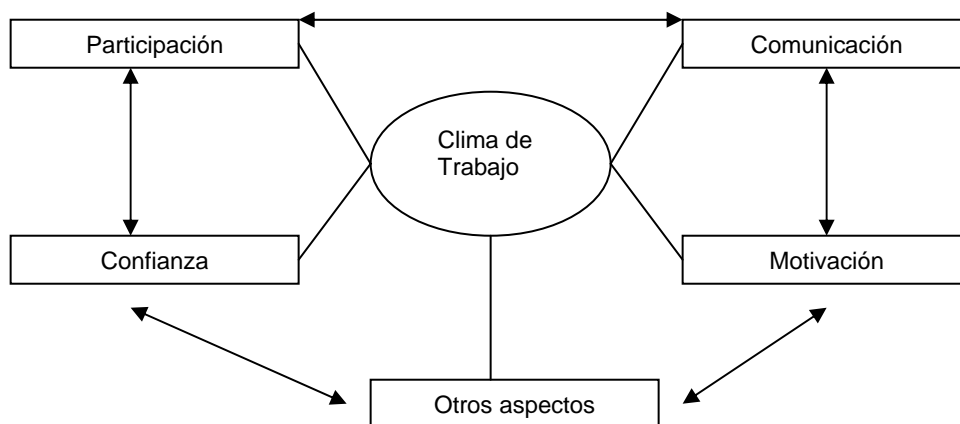 Participación
Comunicación
Clima de
Trabajo
Confianza
Motivación
Otros aspectos